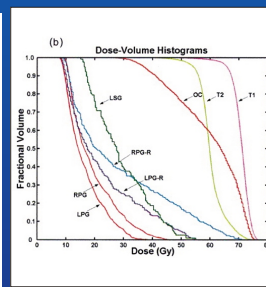 (b)
Dose-Volume Histograms
1.0
0.9
0.8
0.7
0.6
0.5
0.4
0.3
0.2
0.1
0
Fractional Volume
LSG
OC
T2
T1
RPG-R
LPG-R
RPG
LPG
0 10 20 30 40 50 60 70 80
Dose (Gy)